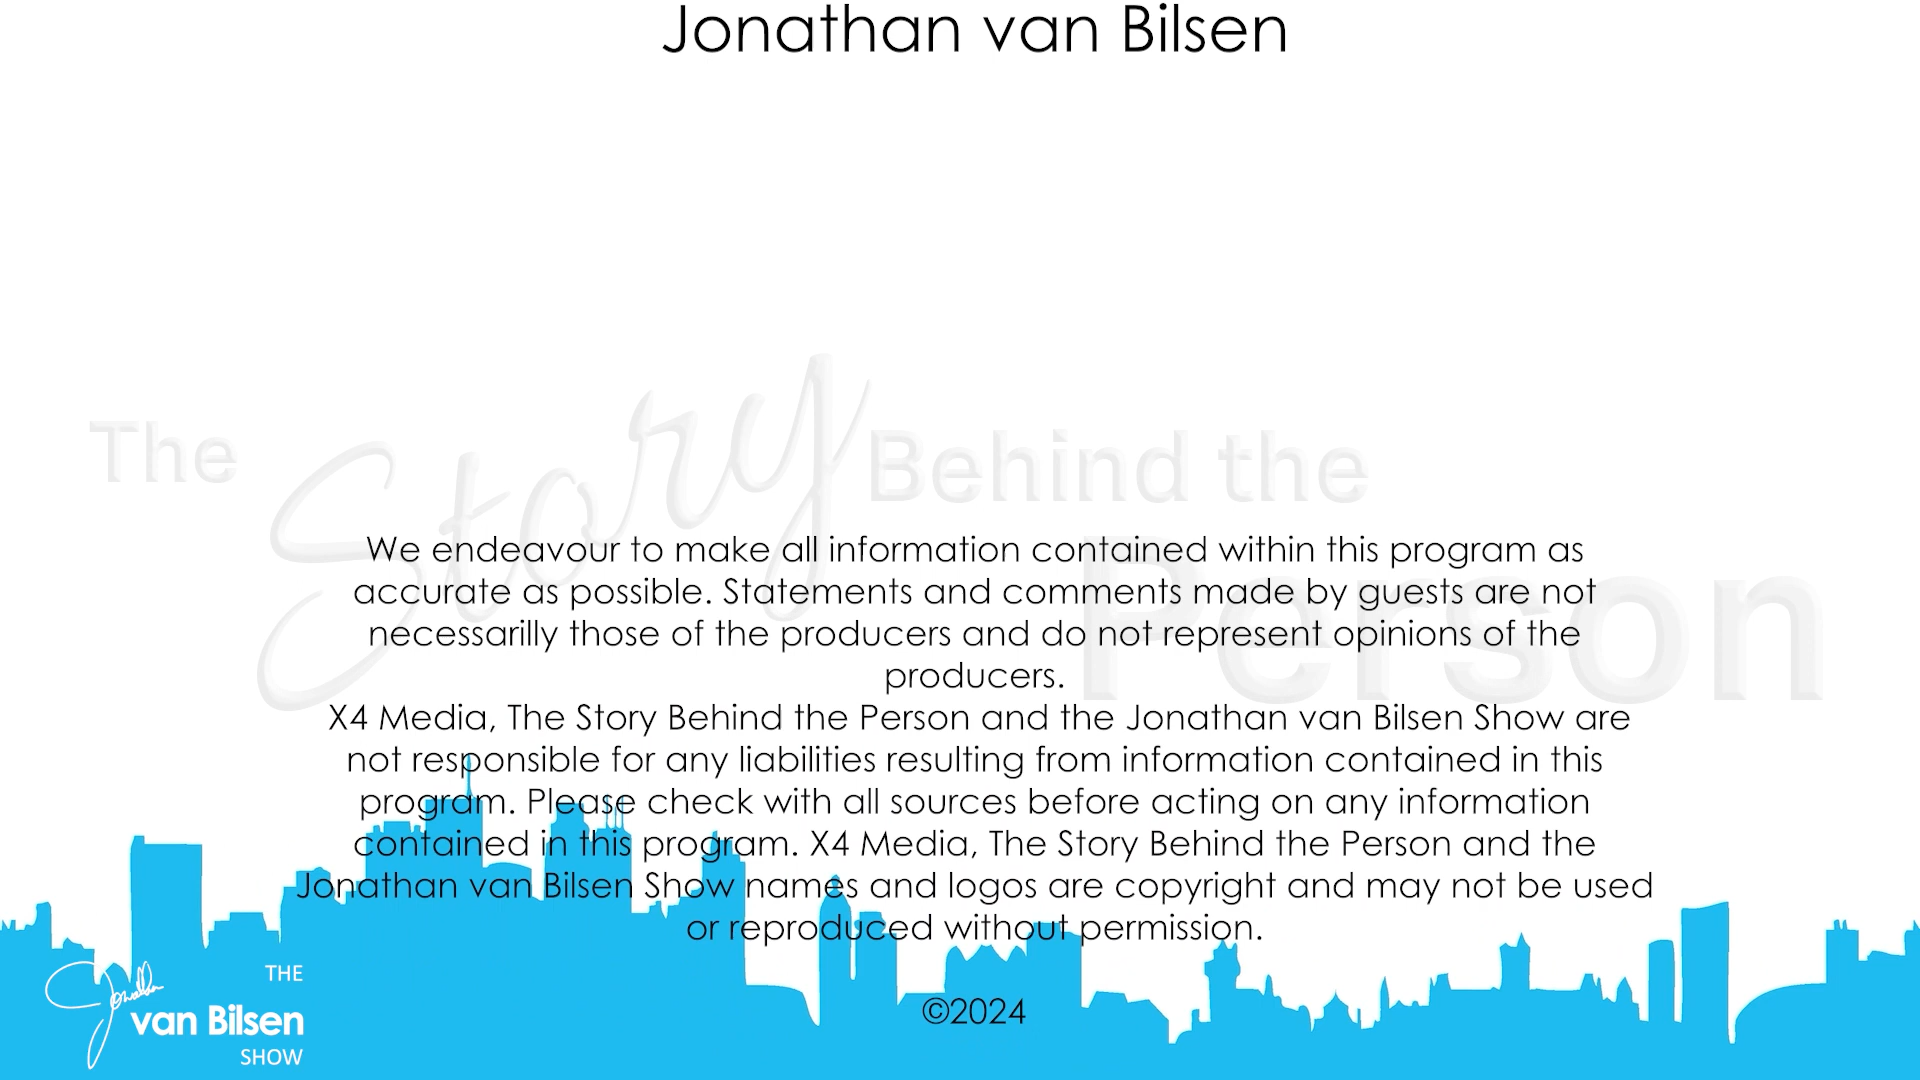 Jonathan van Bilsen
The Story Behind the
Person
We endeavour to make all information contained within this program as
accurate as possible. Statements and comments made by guests are not
necessarilly those of the producers and do not represent opinions of the
producers.
X4 Media, The Story Behind the Person and the Jonathan van Bilsen Show are
not responsible for any liabilities resulting from information contained in this
program. Please check with all sources before acting on any information
contained in this program. X4 Media, The Story Behind the Person and the
Jonathan van Bilsen Show names and logos are copyright and may not be used
or reproduced without permission.
©2024
THE
Jonathan
van Bilsen
SHOW